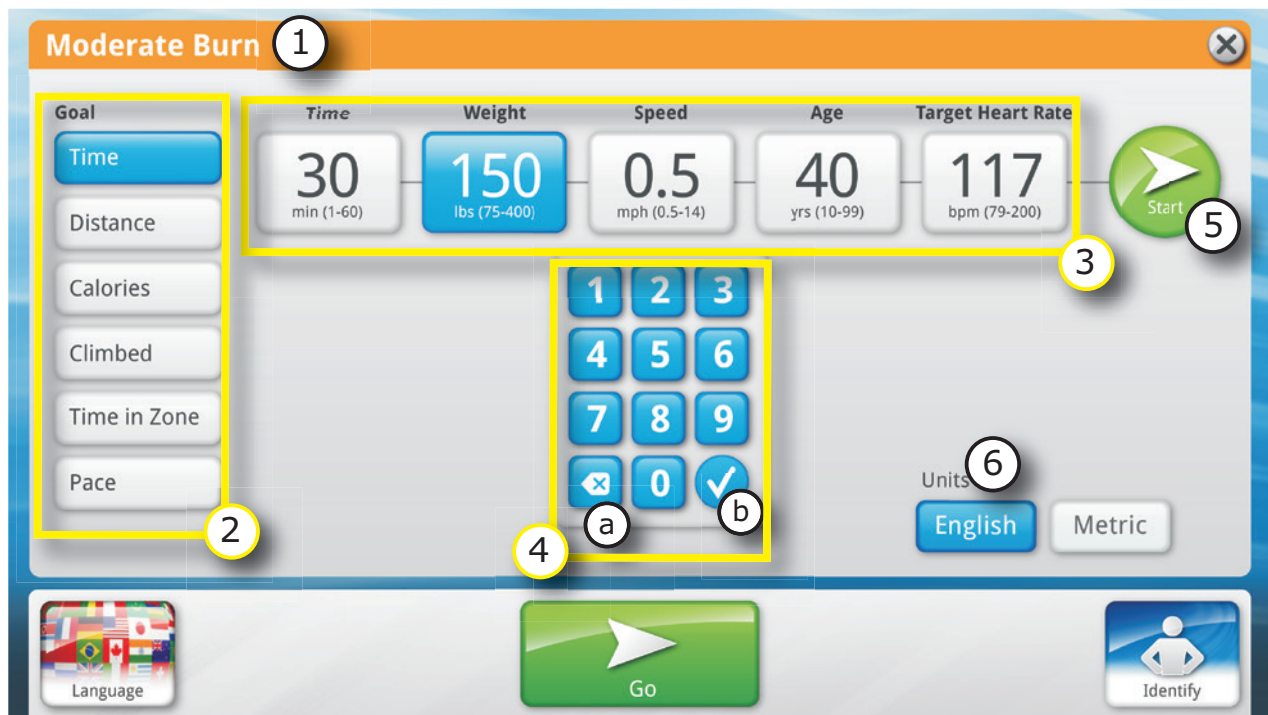 Moderate Burn 1
Goal
Time
Distance
Calories
Climbed
Time in Zone
Pace
2
Time Weight Speed Age Target Heart Rate
30 150 0.5 40 117
min (1-60) lbs (75-400) mph (0.5-14) yrs (10-99) bpm (79-200)
Start
5
3
1 2 3
4 5 6
7 8 9
0
a b
4
Units 6
English Metric
Language Go Identify